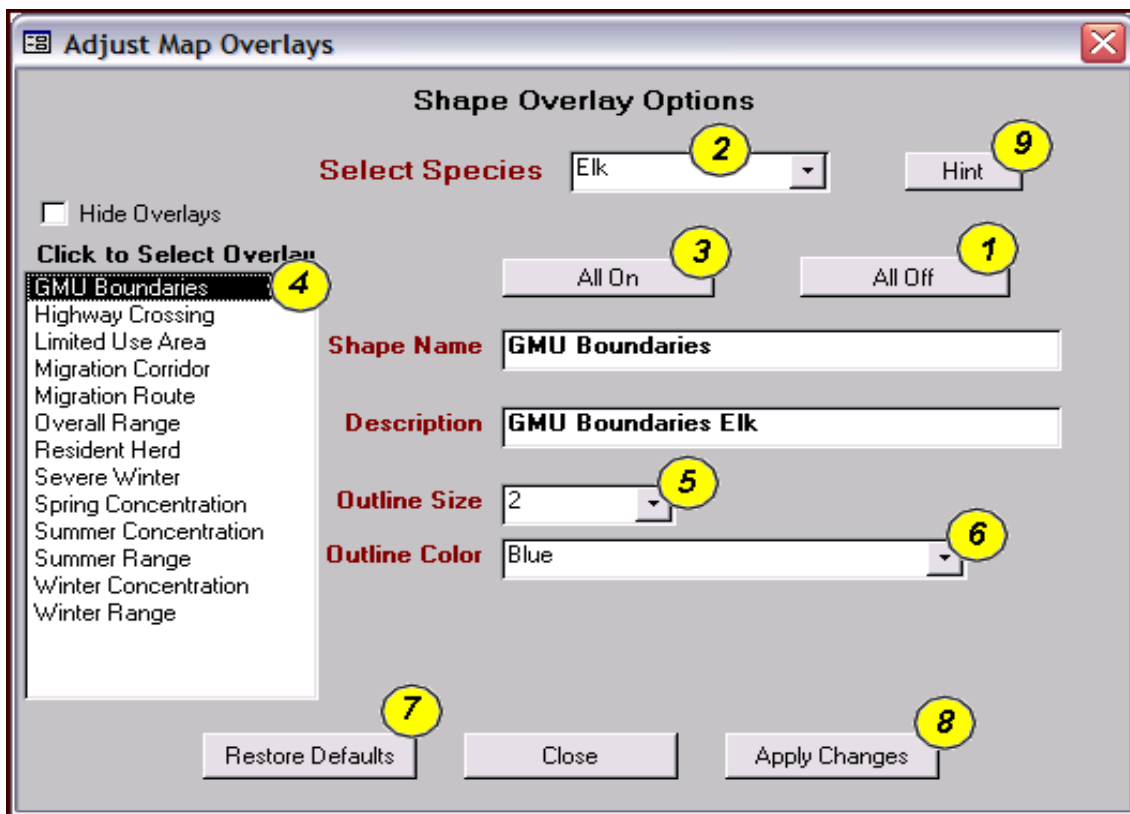 Adjust Map Overlays
Shape Overlay Options
2
9
Select Species Elk Hint
Hide Overlays
Click to Select Overlay
3
1
All On All Off
4
GMU Boundaries
Highway Crossing
Limited Use Area
Migration Corridor
Migration Route
Overall Range
Resident Herd
Severe Winter
Spring Concentration
Summer Concentration
Summer Range
Winter Concentration
Winter Range
Shape Name GMU Boundaries
Description GMU Boundaries Elk
Outline Size 2
5
Outline Color Blue
6
7
8
Restore Defaults Close Apply Changes